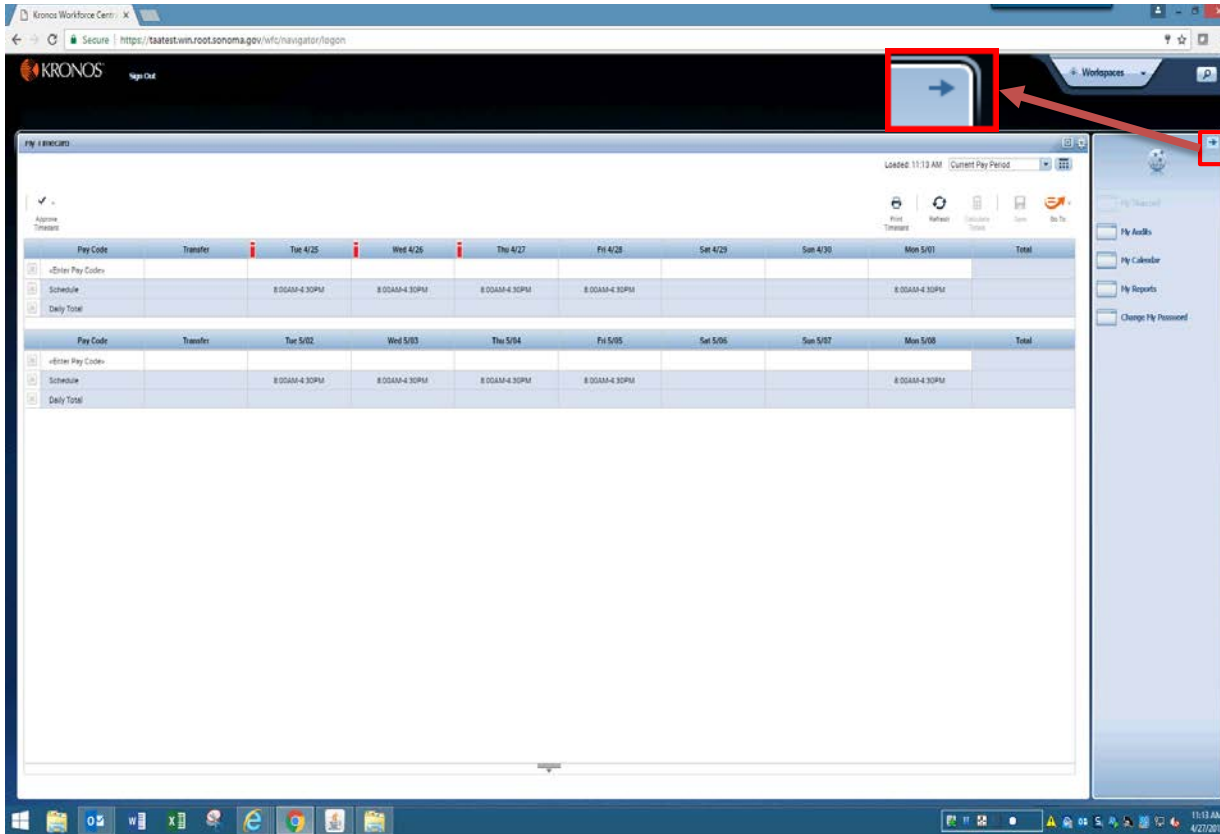 Kronos Workforce Centr
Secure | https://taatest.win.root.sonoma.gov/wfc/navigator/logon
KRONOS Sign Out
Workspaces
My Timecard
Loaded: 11:13 AM Current Pay Period
Approve Timecard
Print Timecard Refresh Calculate Totals Save Go To
My Timecard
My Audits
My Calendar
My Reports
Change My Password
Pay Code Transfer Tue 4/25 Wed 4/26 Thu 4/27 Fri 4/28 Sat 4/29 Sun 4/30 Mon 5/01 Total
<Enter Pay Code>
Schedule 8:00AM-4:30PM 8:00AM-4:30PM 8:00AM-4:30PM 8:00AM-4:30PM 8:00AM-4:30PM
Daily Total
Pay Code Transfer Tue 5/02 Wed 5/03 Thu 5/04 Fri 5/05 Sat 5/06 Sun 5/07 Mon 5/08 Total
<Enter Pay Code>
Schedule 8:00AM-4:30PM 8:00AM-4:30PM 8:00AM-4:30PM 8:00AM-4:30PM 8:00AM-4:30PM
Daily Total
11:13 AM